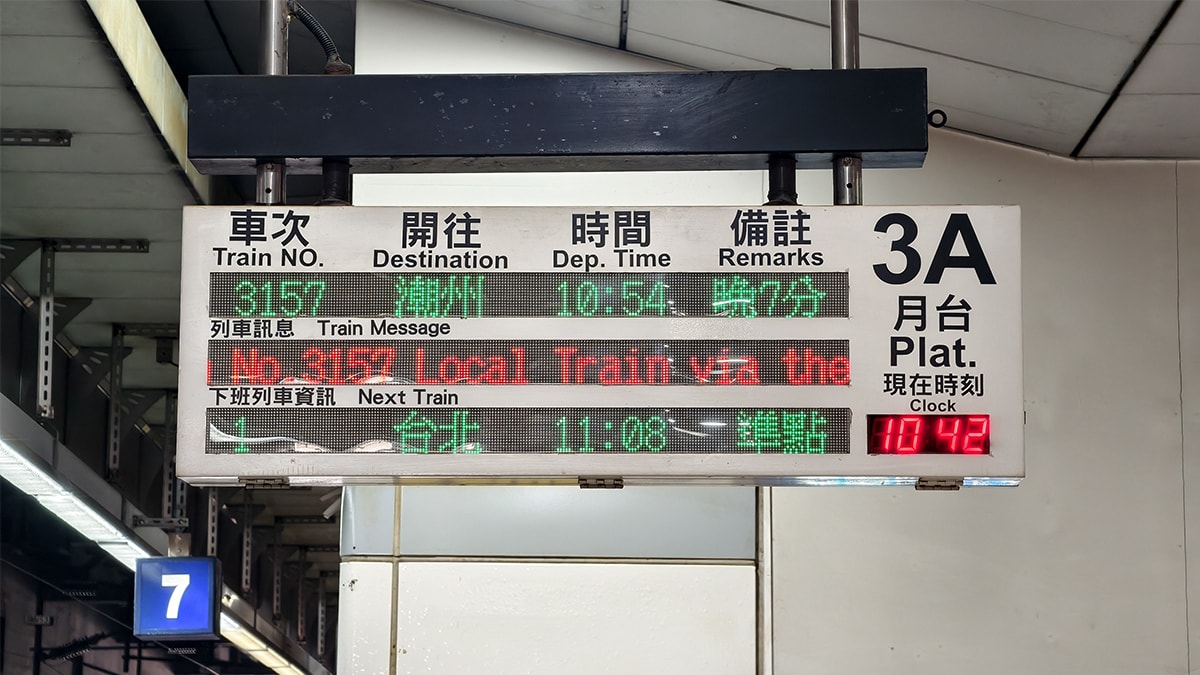 車次 開往 時間 備註
Train NO. Destination Dep. Time Remarks
3157 潮州 10:54 晚7分
列車訊息 Train Message
No.3157 Local Train via the
下班列車資訊 Next Train
1 台北 11:08 準點
3A
月台
Plat.
現在時刻
Clock
10 42
7